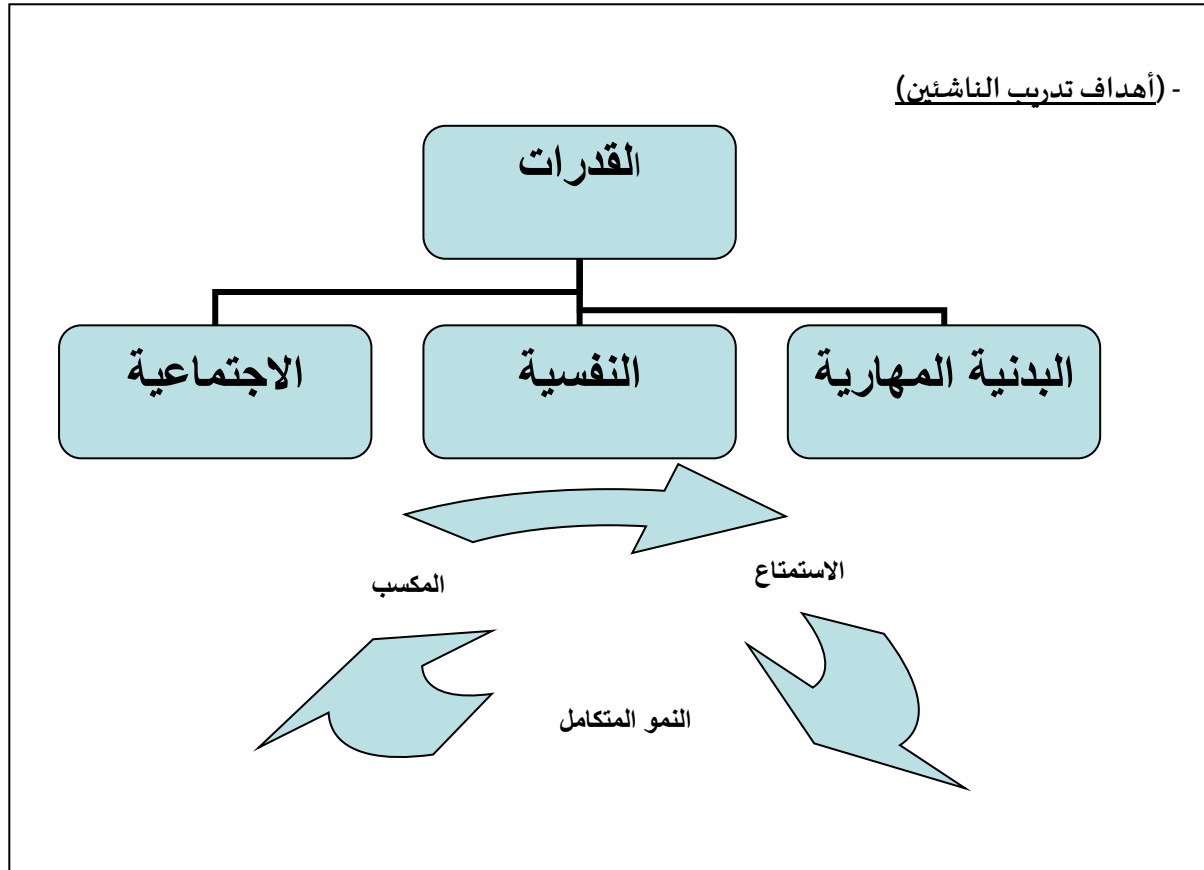 - (أهداف تدريب الناشئين)
القدرات
البدنية المهارية
النفسية
الاجتماعية
الاستمتاع
المكسب
النمو المتكامل